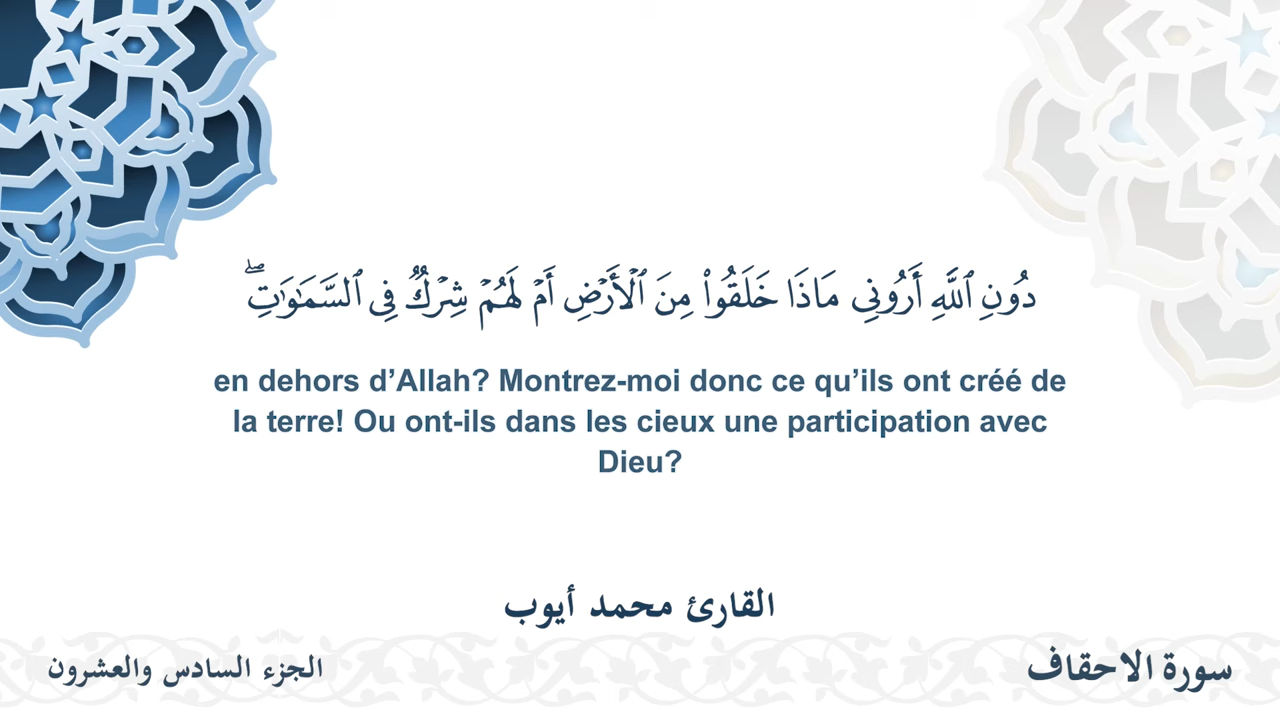 دُونِ ٱللَّهِ أَرُونِى مَاذَا خَلَقُوا۟ مِنَ ٱلْأَرْضِ أَمْ لَهُمْ شِرْكٌ فِى ٱلسَّمَٰوَٰتِ ۖ
en dehors d’Allah? Montrez-moi donc ce qu’ils ont créé de
la terre! Ou ont-ils dans les cieux une participation avec
Dieu?
القارئ محمد أيوب
سورة الاحقاف
الجزء السادس والعشرون